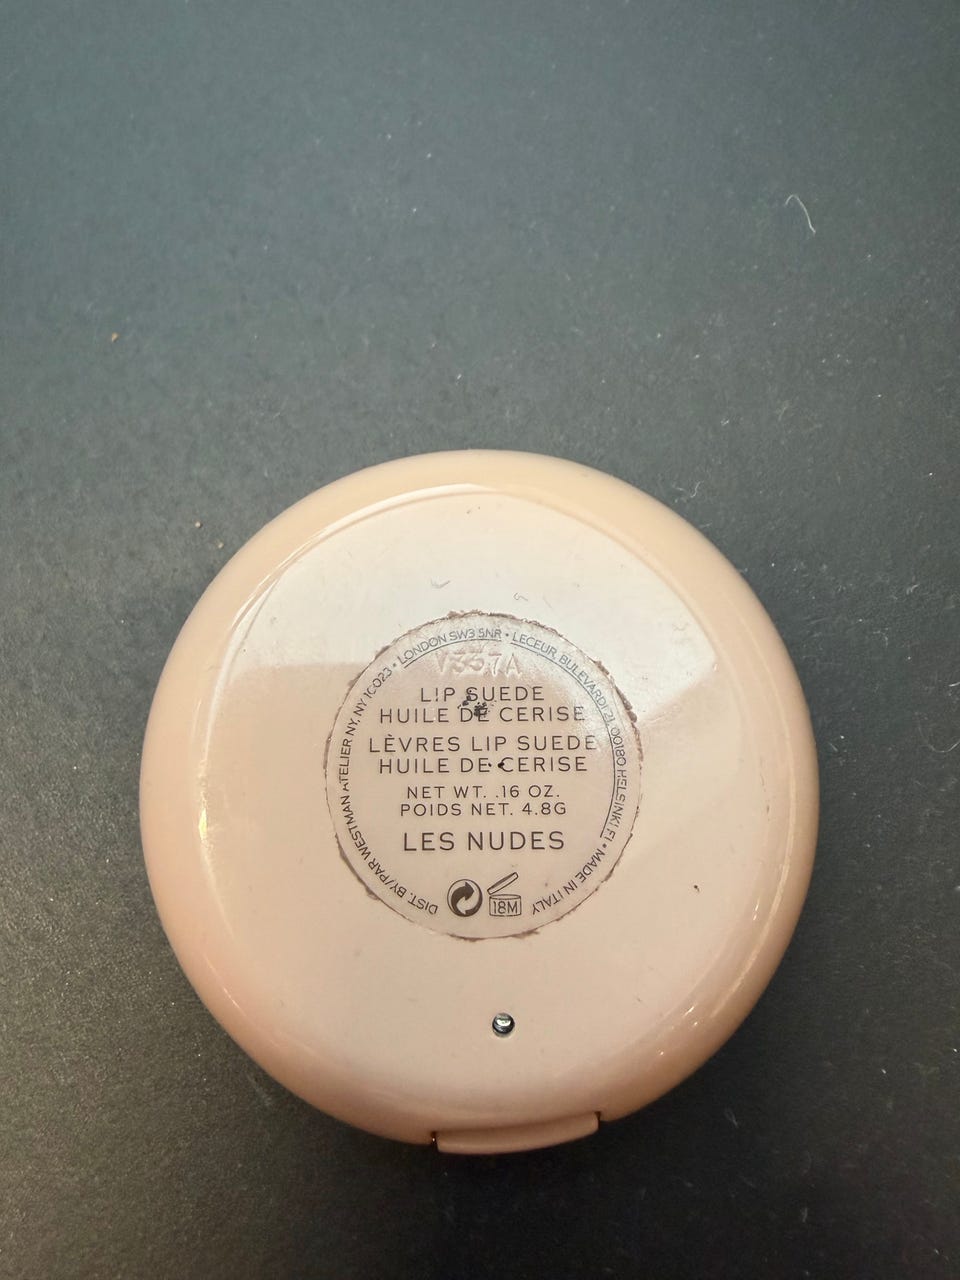 DIST. BY/PAR WESTMAN ATELIER NY, NY 10023 • LONDON SW3 5NR • LECEUR BULEVARDI 21, 00180 HELSINKI FI • MADE IN ITALY
LIP SUEDE
HUILE DE CERISE
LÈVRES LIP SUEDE
HUILE DE CERISE
NET WT. .16 OZ.
POIDS NET. 4.8G
LES NUDES
18M